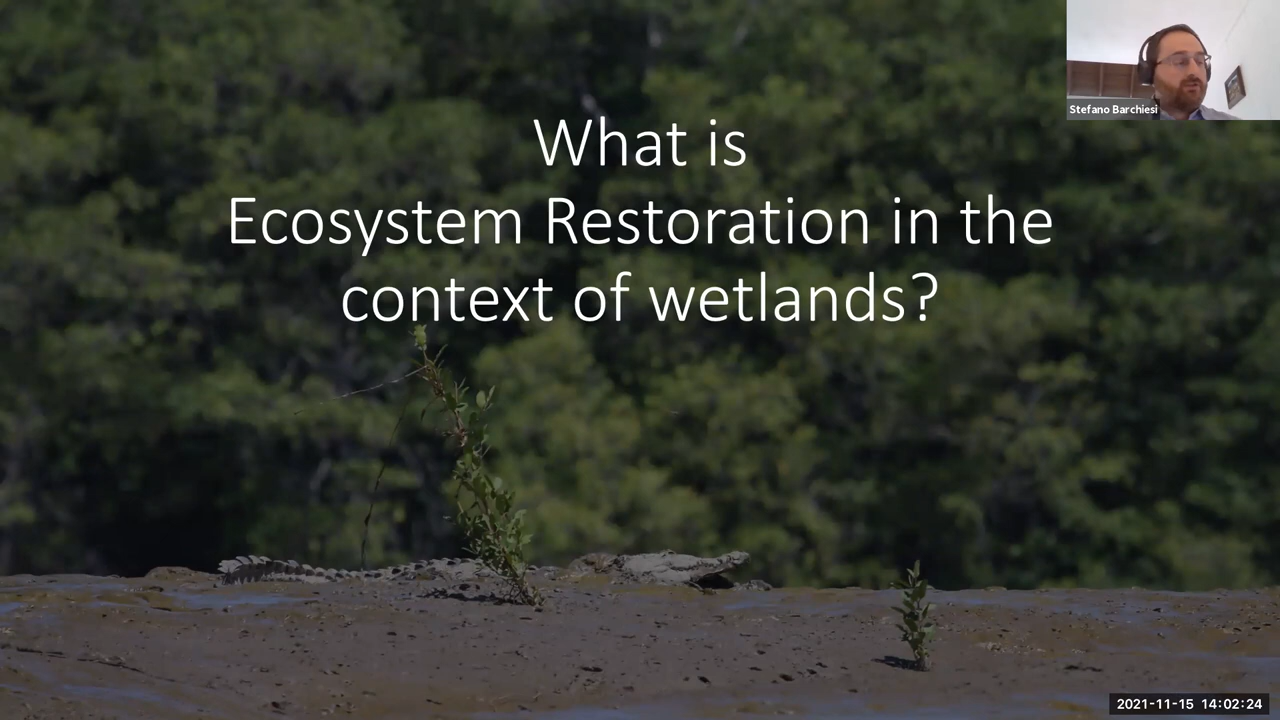 Stefano Barchiesi
What is
Ecosystem Restoration in the
context of wetlands?
2021-11-15 14:02:24